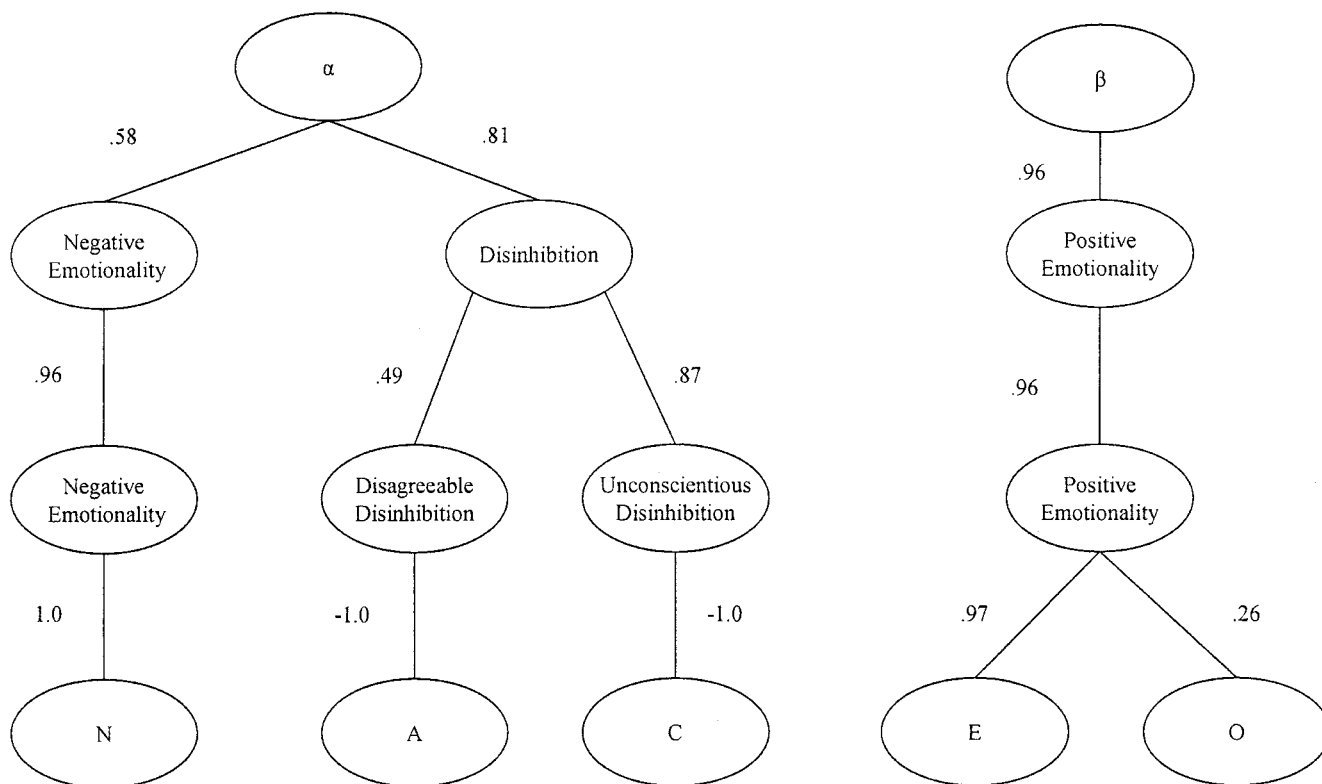 α
β
.58
.81
.96
Negative
Emotionality
Disinhibition
Positive
Emotionality
.96
.49
.87
.96
Negative
Emotionality
Disagreeable
Disinhibition
Unconscientious
Disinhibition
Positive
Emotionality
1.0
-1.0
-1.0
.97
.26
N
A
C
E
O